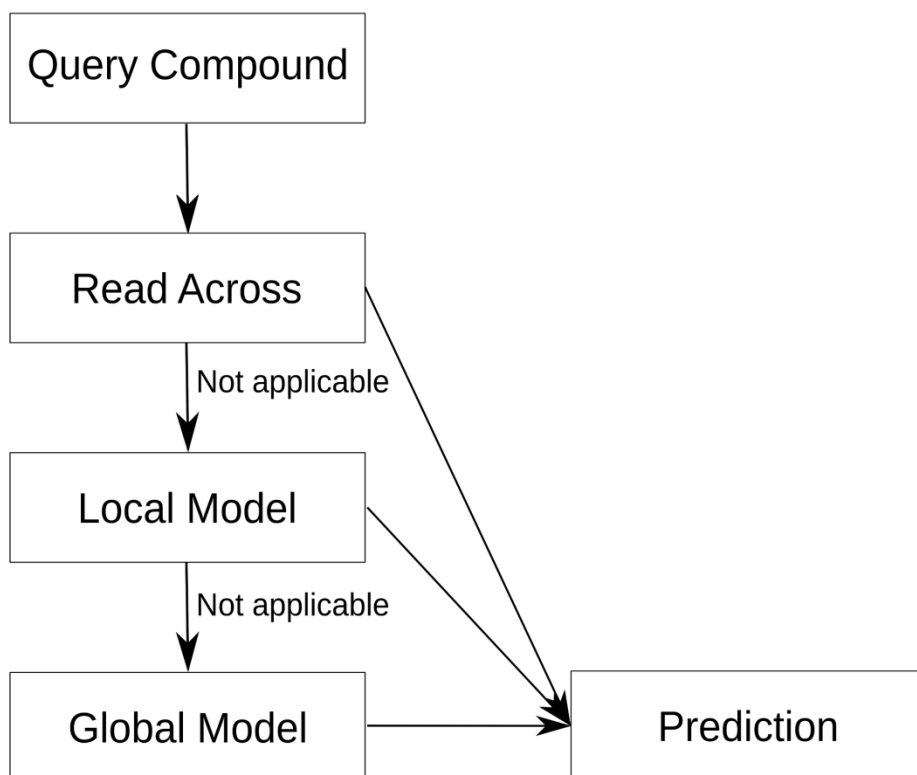 Query Compound
Read Across
Not applicable
Local Model
Not applicable
Global Model
Prediction